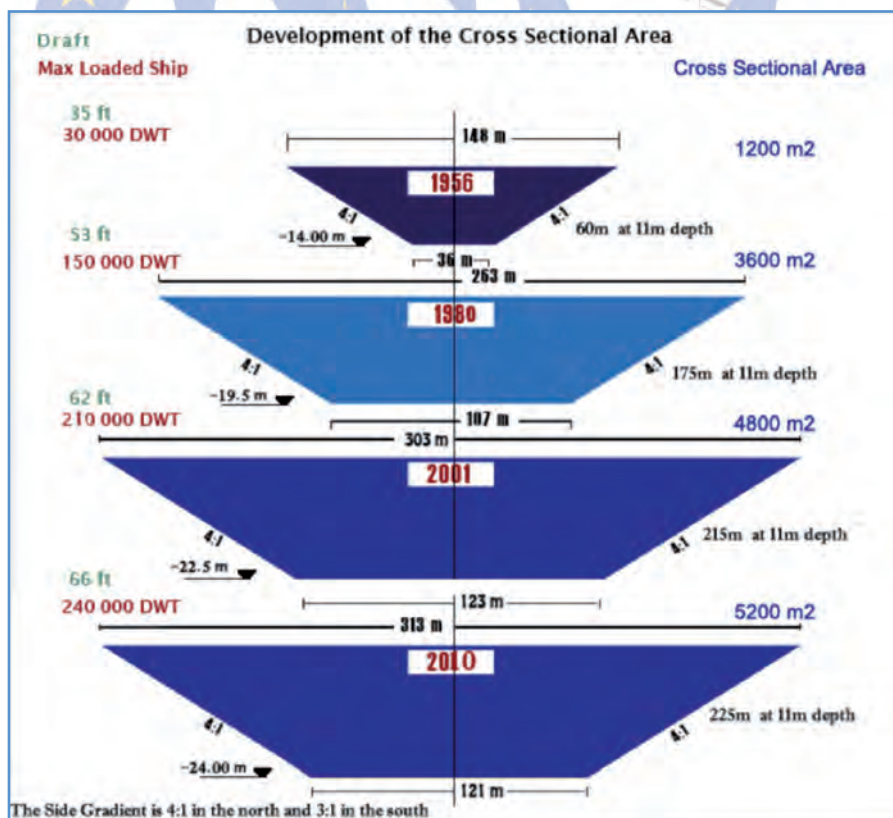 Development of the Cross Sectional Area
Draft
Max Loaded Ship
Cross Sectional Area
35 ft
30 000 DWT
148 m
1200 m2
1956
4:1
4:1
60m at 11m depth
-14.00 m
36 m
53 ft
150 000 DWT
263 m
3600 m2
1980
4:1
4:1
175m at 11m depth
-19.5 m
107 m
62 ft
210 000 DWT
303 m
4800 m2
2001
4:1
4:1
215m at 11m depth
-22.5 m
123 m
66 ft
240 000 DWT
313 m
5200 m2
2010
4:1
4:1
225m at 11m depth
-24.00 m
121 m
The Side Gradient is 4:1 in the north and 3:1 in the south